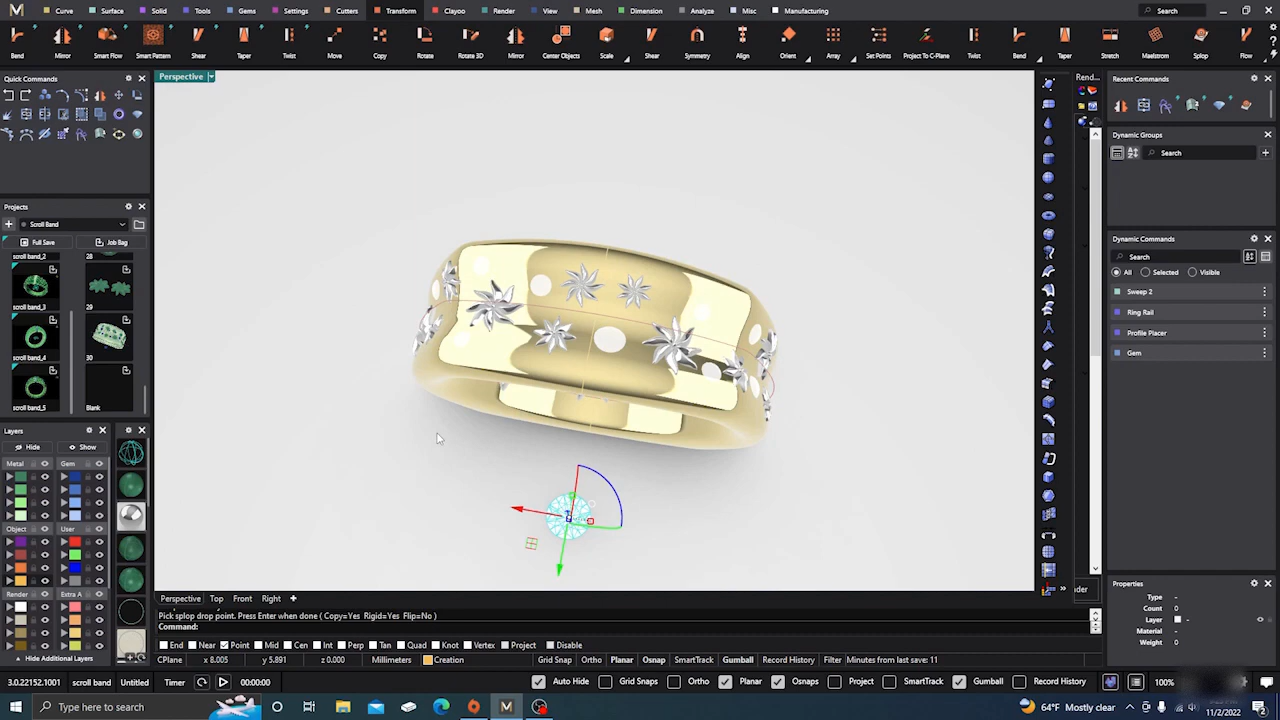 Curve Surface Solid Tools Gems Settings Cutters Transform Clayoo Render View Mesh Dimension Analyze Misc Manufacturing Search
Bend Mirror Smart Flow Smart Pattern Shear Taper Twist Move Copy Rotate Rotate 3D Mirror Center Objects Scale Shear Symmetry Align Orient Array Set Points Project To C-Plane Twist Bend Taper Stretch Maelstrom Splop Flow
Quick Commands
Perspective
Rend...
Recent Commands
Dynamic Groups
Search
Projects
Scroll Band
Full Save Job Bag
scroll_band_2 28
scroll band_3 29
scroll_band_4 30
scroll band_5 Blank
Dynamic Commands
Search
All Selected Visible
Sweep 2
Ring Rail
Profile Placer
Gem
Layers
Hide Show
Metal Gem
Object User
Render Extra A
Hide Additional Layers
Properties
Type -
Count 0
Layer -
Material -
Weight 0
der
Perspective Top Front Right
Pick splop drop point. Press Enter when done ( Copy=Yes Rigid=Yes Flip=No )
Command:
End Near Point Mid Cen Int Perp Tan Quad Knot Vertex Project Disable
CPlane x 8.005 y 5.891 z 0.000 Millimeters Creation Grid Snap Ortho Planar Osnap SmartTrack Gumball Record History Filter Minutes from last save: 11
3.0.22152.1001 scroll band Untitled Timer 00:00:00 Auto Hide Grid Snaps Ortho Planar Osnaps Project SmartTrack Gumball Record History 100%
Type here to search
64°F Mostly clear
11/2/2022